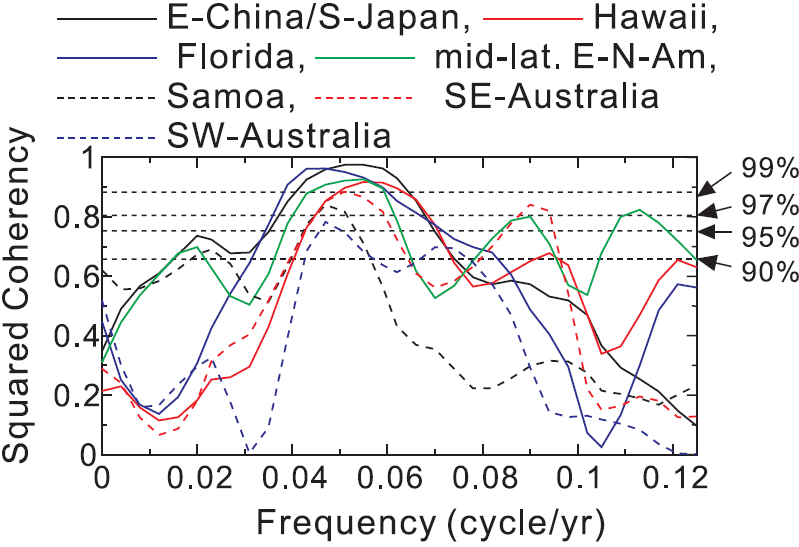 E-China/S-Japan, Hawaii,
Florida, mid-lat. E-N-Am,
Samoa, SE-Australia
SW-Australia
Squared Coherency
1
0.8
0.6
0.4
0.2
0
99%
97%
95%
90%
0 0.02 0.04 0.06 0.08 0.1 0.12
Frequency (cycle/yr)